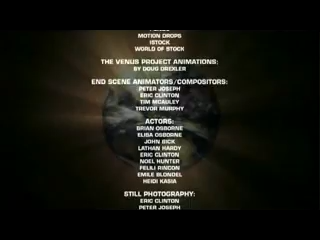 MOTION DROPS
ISTOCK
WORLD OF STOCK
THE VENUS PROJECT ANIMATIONS:
BY DOUG DREXLER
END SCENE ANIMATORS/COMPOSITORS:
PETER JOSEPH
ERIC CLINTON
TIM MCAULEY
TREVOR MURPHY
ACTORS:
BRIAN OSBORNE
ELISA OSBORNE
JOHN BICK
LATHAN HARDY
ERIC CLINTON
NOEL HUNTER
FELILI RINCON
EMILE BLONDEL
HEIDI KASIA
STILL PHOTOGRAPHY:
ERIC CLINTON
PETER JOSEPH